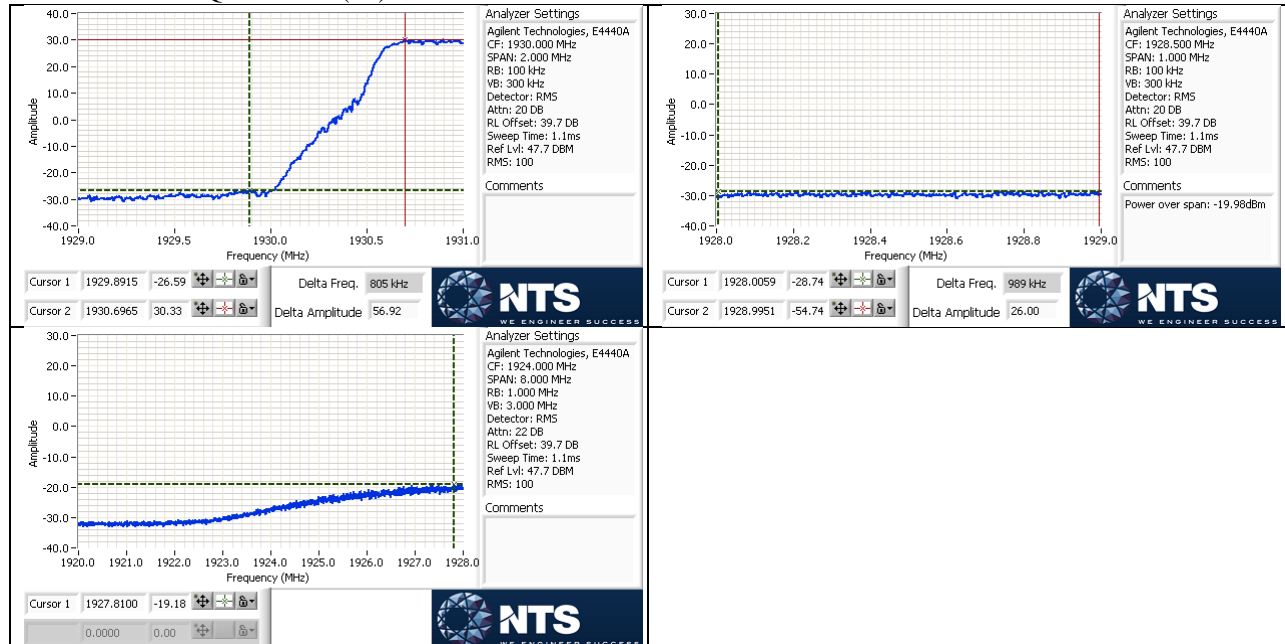 40.0
30.0
20.0
10.0
0.0
-10.0
-20.0
-30.0
-40.0
Amplitude
1929.0 1929.5 1930.0 1930.5 1931.0
Frequency (MHz)
Analyzer Settings
Agilent Technologies, E4440A
CF: 1930.000 MHz
SPAN: 2.000 MHz
RB: 100 kHz
VB: 300 kHz
Detector: RMS
Attn: 20 DB
RL Offset: 39.7 DB
Sweep Time: 1.1ms
Ref Lvl: 47.7 DBM
RMS: 100
Comments
Cursor 1 1929.8915 -26.59
Cursor 2 1930.6965 30.33
Delta Freq. 805 kHz
Delta Amplitude 56.92
NTS
WE ENGINEER SUCCESS
30.0
20.0
10.0
0.0
-10.0
-20.0
-30.0
-40.0
Amplitude
1928.0 1928.2 1928.4 1928.6 1928.8 1929.0
Frequency (MHz)
Analyzer Settings
Agilent Technologies, E4440A
CF: 1928.500 MHz
SPAN: 1.000 MHz
RB: 100 kHz
VB: 300 kHz
Detector: RMS
Attn: 20 DB
RL Offset: 39.7 DB
Sweep Time: 1.1ms
Ref Lvl: 47.7 DBM
RMS: 100
Comments
Power over span: -19.98dBm
Cursor 1 1928.0059 -28.74
Cursor 2 1928.9951 -54.74
Delta Freq. 989 kHz
Delta Amplitude 26.00
NTS
WE ENGINEER SUCCESS
30.0
20.0
10.0
0.0
-10.0
-20.0
-30.0
-40.0
Amplitude
1920.0 1921.0 1922.0 1923.0 1924.0 1925.0 1926.0 1927.0 1928.0
Frequency (MHz)
Analyzer Settings
Agilent Technologies, E4440A
CF: 1924.000 MHz
SPAN: 8.000 MHz
RB: 1.000 MHz
VB: 3.000 MHz
Detector: RMS
Attn: 22 DB
RL Offset: 39.7 DB
Sweep Time: 1.1ms
Ref Lvl: 47.7 DBM
RMS: 100
Comments
Cursor 1 1927.8100 -19.18
0.0000 0.00
NTS
WE ENGINEER SUCCESS